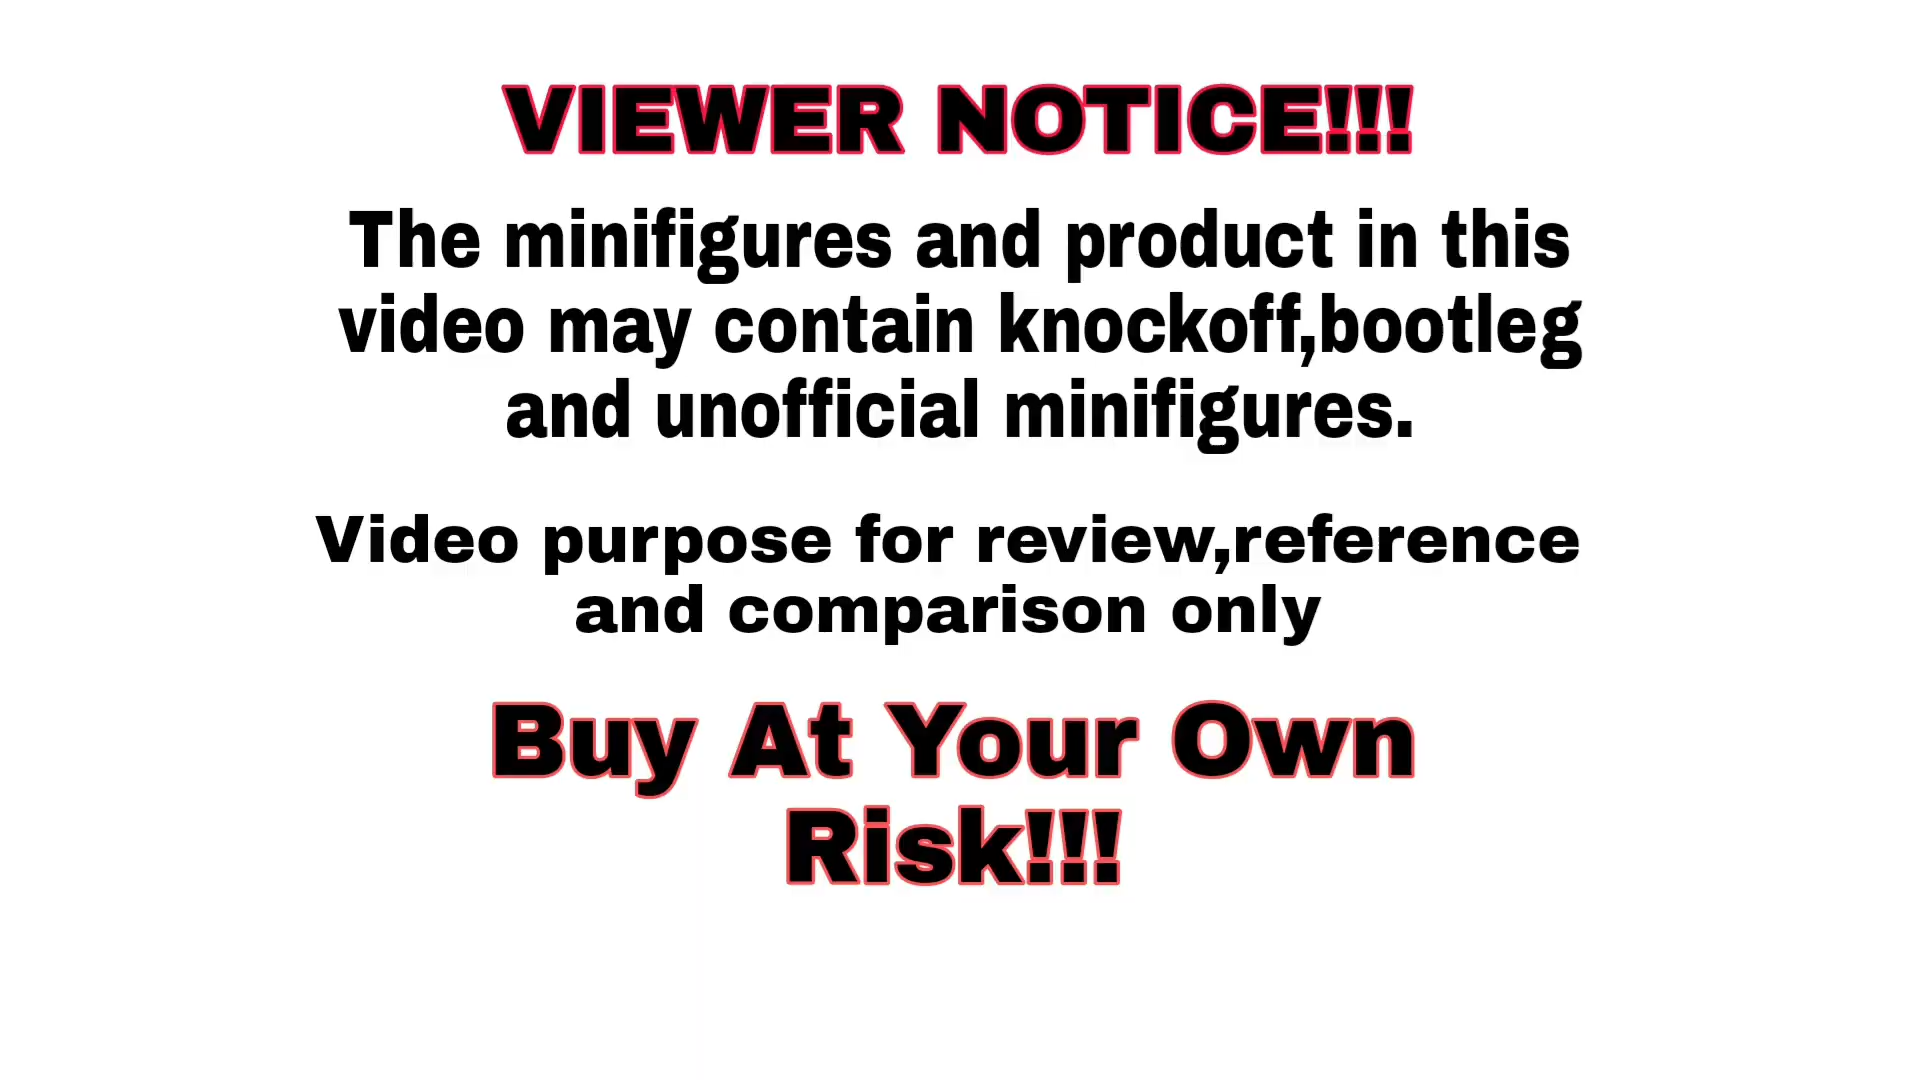 VIEWER NOTICE!!!
The minifigures and product in this
video may contain knockoff,bootleg
and unofficial minifigures.
Video purpose for review,reference
and comparison only
Buy At Your Own
Risk!!!